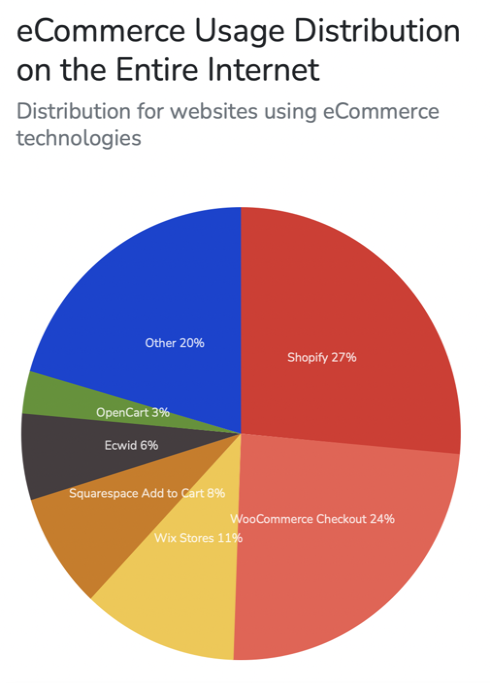 eCommerce Usage Distribution
on the Entire Internet
Distribution for websites using eCommerce
technologies
Other 20%
Shopify 27%
OpenCart 3%
Ecwid 6%
Squarespace Add to Cart 8%
WooCommerce Checkout 24%
Wix Stores 11%